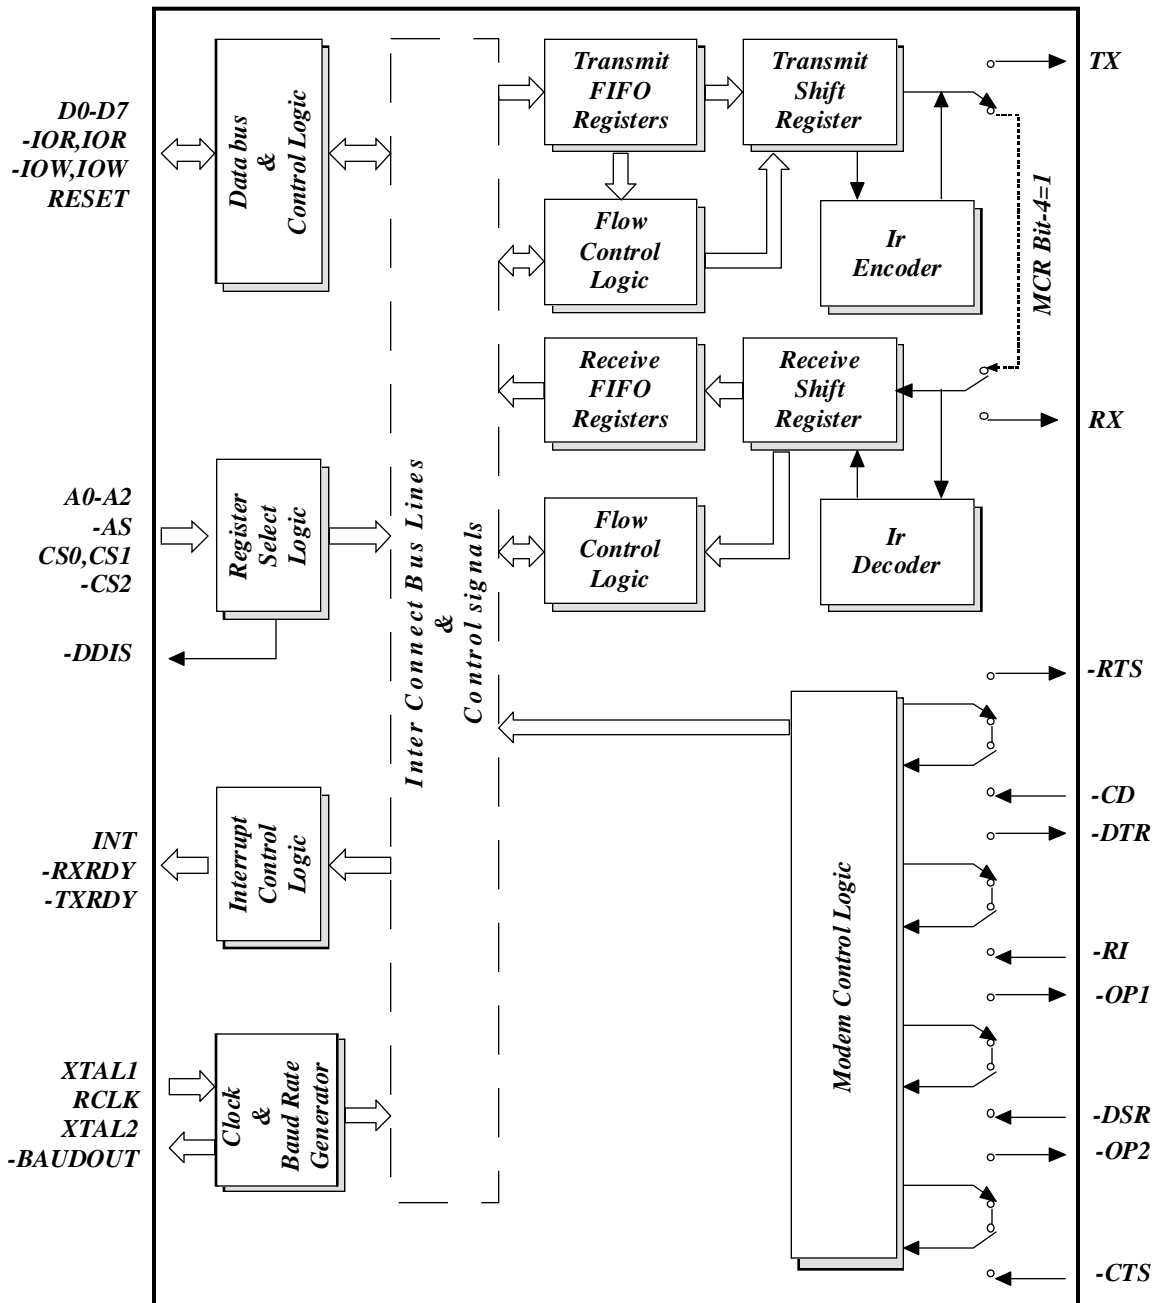 D0-D7
-IOR,IOR
-IOW,IOW
RESET
Data bus
&
Control Logic
A0-A2
-AS
CS0,CS1
-CS2
Register
Select
Logic
-DDIS
INT
-RXRDY
-TXRDY
Interrupt
Control
Logic
XTAL1
RCLK
XTAL2
-BAUDOUT
Clock
&
Baud Rate
Generator
Inter Connect Bus Lines
&
Control signals
Transmit
FIFO
Registers
Transmit
Shift
Register
Flow
Control
Logic
Ir
Encoder
Receive
FIFO
Registers
Receive
Shift
Register
Flow
Control
Logic
Ir
Decoder
TX
MCR Bit-4=1
RX
Modem Control Logic
-RTS
-CD
-DTR
-RI
-OP1
-DSR
-OP2
-CTS